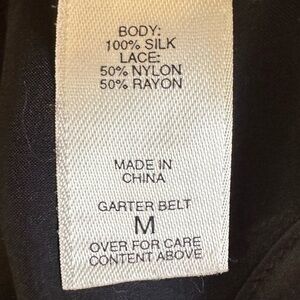 BODY:
100% SILK
LACE:
50% NYLON
50% RAYON
MADE IN
CHINA
GARTER BELT
M
OVER FOR CARE
CONTENT ABOVE